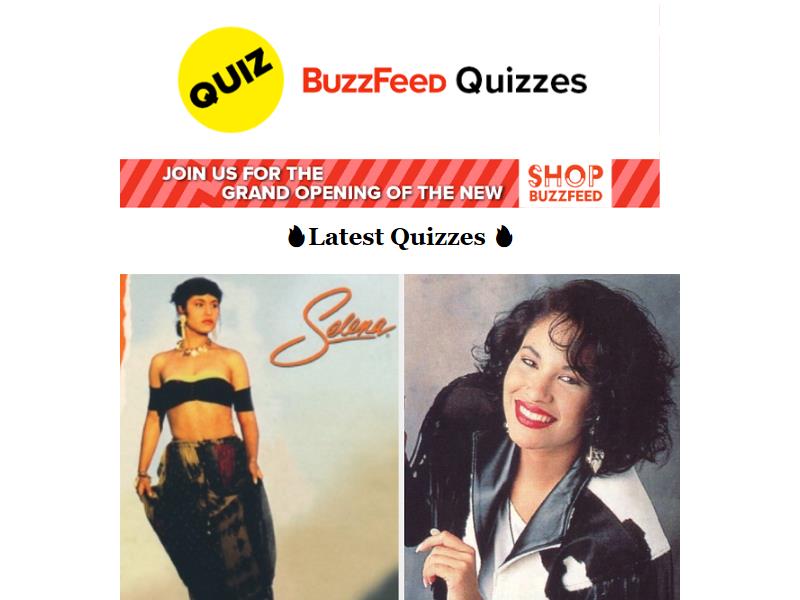 QUIZ
BuzzFeed Quizzes
JOIN US FOR THE
GRAND OPENING OF THE NEW
SHOP
BUZZFEED
Latest Quizzes
Selena